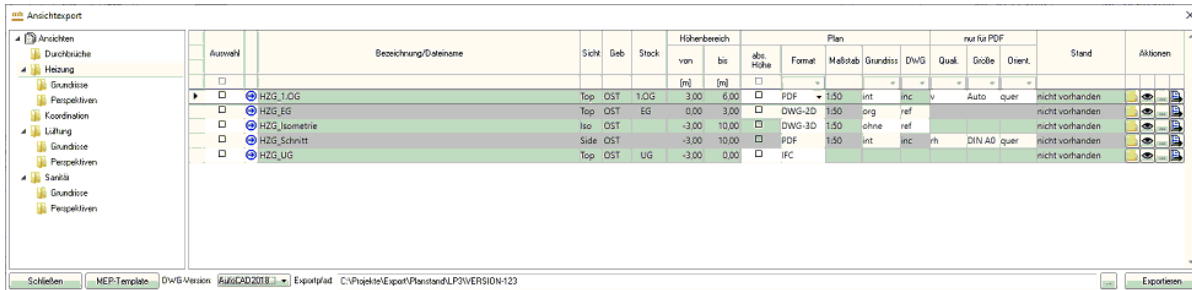 mb Ansichtexport
Ansichten
Durchbrüche
Heizung
Grundrisse
Perspektiven
Koordination
Lüftung
Grundrisse
Perspektiven
Sanitär
Grundrisse
Perspektiven
Höhenbereich Plan nur für PDF
Auswahl Bezeichnung/Dateiname Sicht Geb Stock von bis abs. Höhe Format Maßstab Grundriss DWG Quali. Größe Orient. Stand Aktionen
[m] [m]
HZG_1.OG Top OST 1.OG 3,00 6,00 PDF 1:50 int inc v Auto quer nicht vorhanden ...
HZG_EG Top OST EG 0,00 3,00 DWG-2D 1:50 org ref nicht vorhanden ...
HZG_Isometrie Iso OST -3,00 10,00 DWG-3D 1:50 ohne ref nicht vorhanden ...
HZG_Schnitt Side OST -3,00 10,00 PDF 1:50 int inc rh DIN A0 quer nicht vorhanden ...
HZG_UG Top OST UG -3,00 0,00 IFC nicht vorhanden ...
Schließen MEP-Template DWG-Version: AutoCAD2018 Exportpfad: C:\Projekte\Export\Planstand\LP3\VERSION-123 ... Exportieren